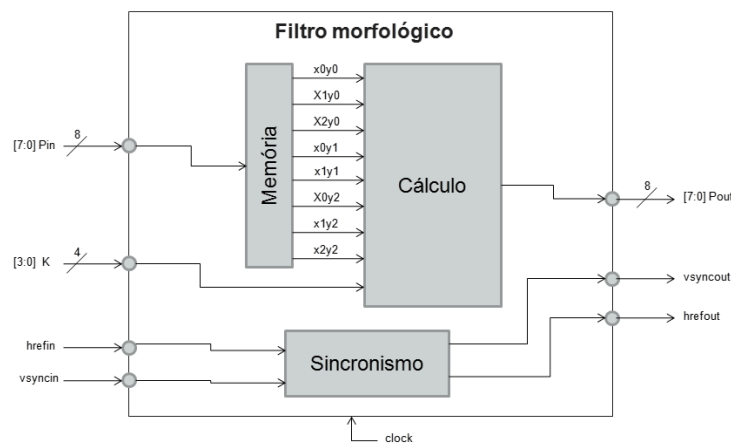 Filtro morfológico
x0y0
X1y0
X2y0
x0y1
x1y1
X0y2
x1y2
x2y2
Memória
Cálculo
[7:0] Pin
8
[3:0] K
4
8
[7:0] Pout
vsyncout
hrefout
hrefin
vsyncin
Sincronismo
clock